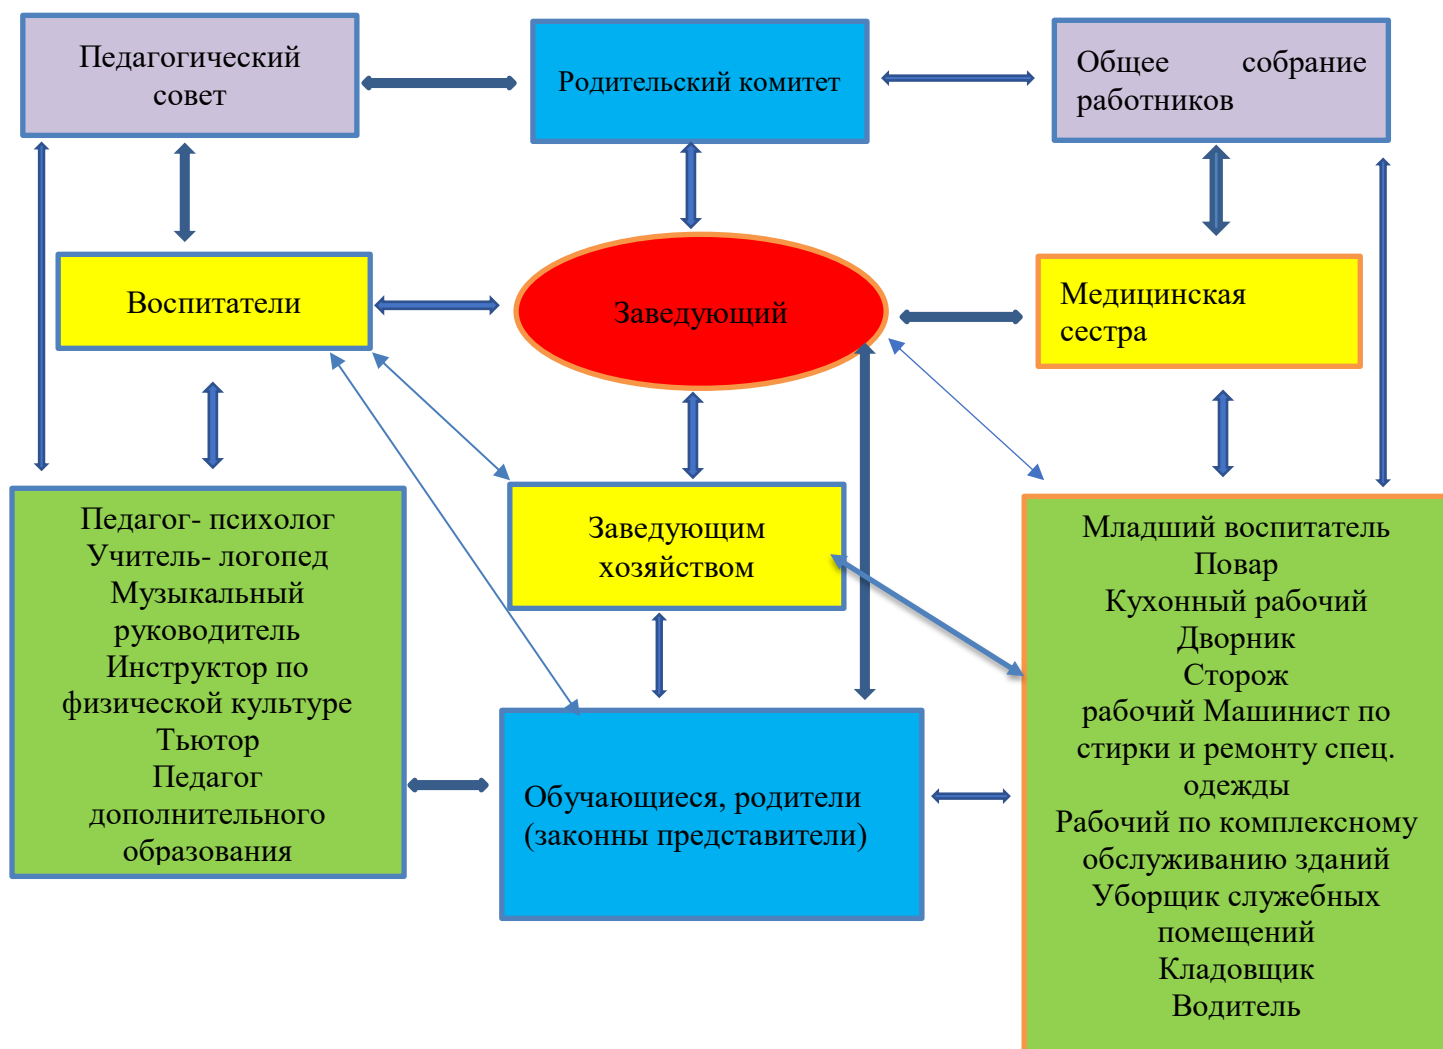 Педагогический
совет
Родительский комитет
Общее собрание
работников
Воспитатели
Заведующий
Медицинская
сестра
Педагог- психолог
Учитель- логопед
Музыкальный
руководитель
Инструктор по
физической культуре
Тьютор
Педагог
дополнительного
образования
Заведующим
хозяйством
Обучающиеся, родители
(законны представители)
Младший воспитатель
Повар
Кухонный рабочий
Дворник
Сторож
рабочий Машинист по
стирки и ремонту спец.
одежды
Рабочий по комплексному
обслуживанию зданий
Уборщик служебных
помещений
Кладовщик
Водитель